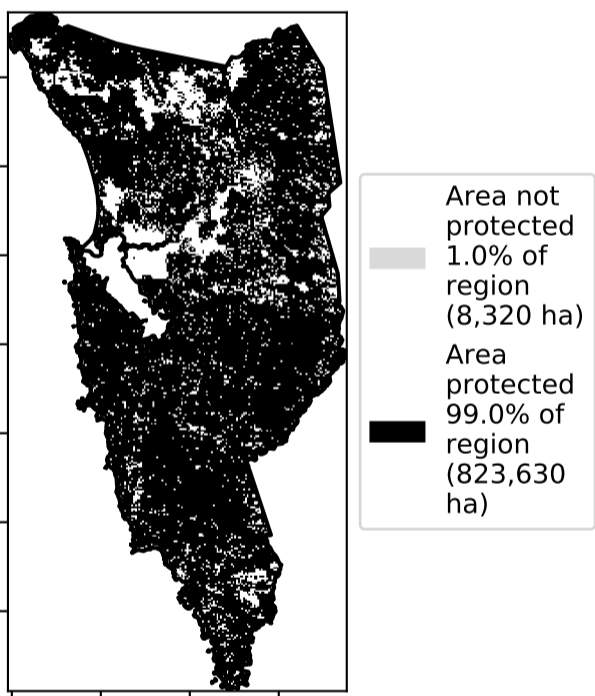 Area not
protected
1.0% of
region
(8,320 ha)
Area
protected
99.0% of
region
(823,630
ha)